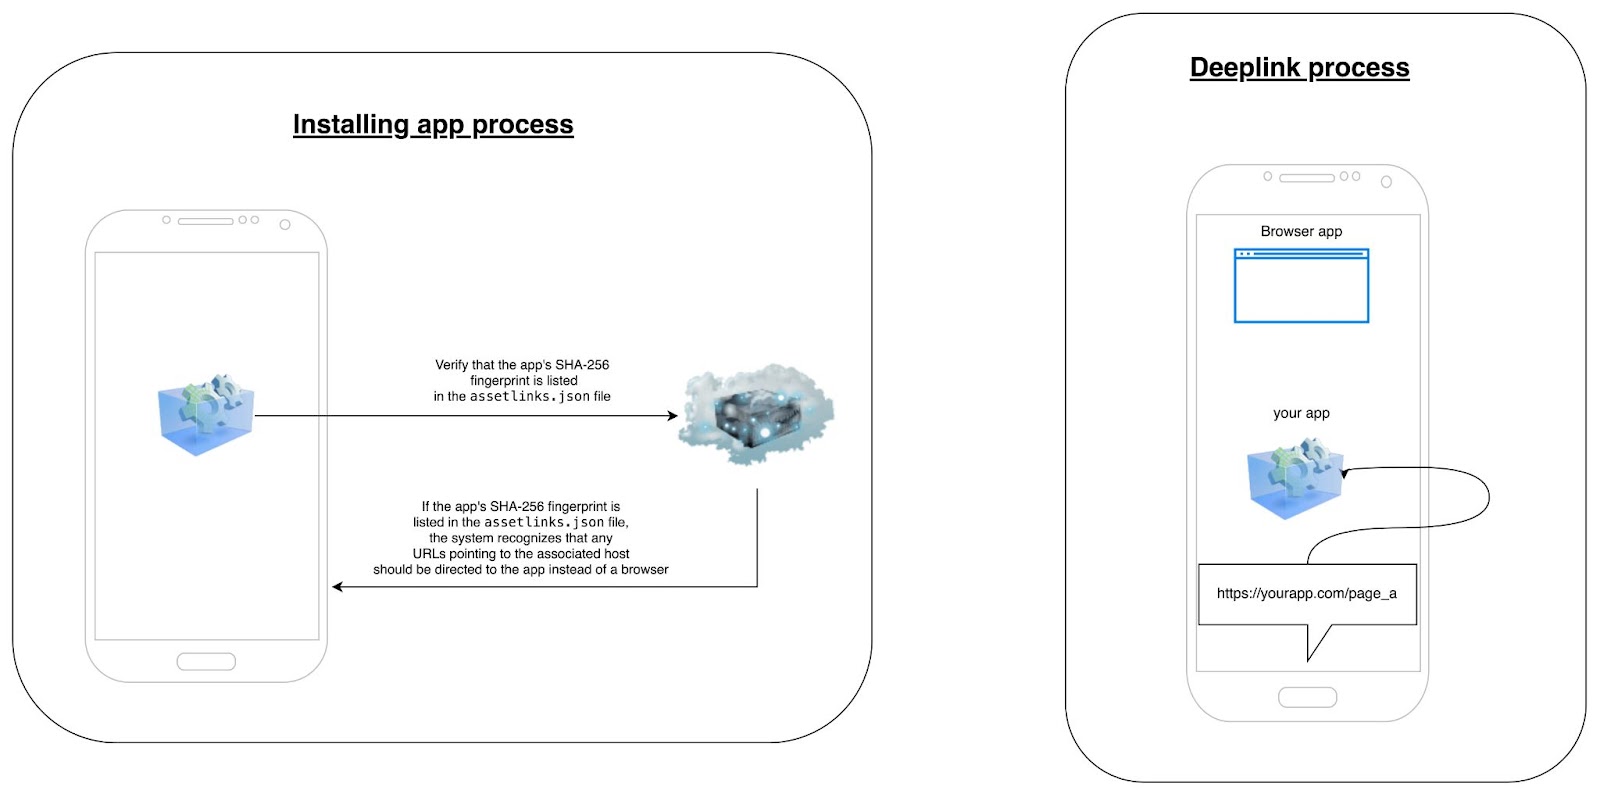 Installing app process
Verify that the app's SHA-256
fingerprint is listed
in the assetlinks.json file
If the app's SHA-256 fingerprint is
listed in the assetlinks.json file,
the system recognizes that any
URLs pointing to the associated host
should be directed to the app instead of a browser
Deeplink process
Browser app
your app
https://yourapp.com/page_a